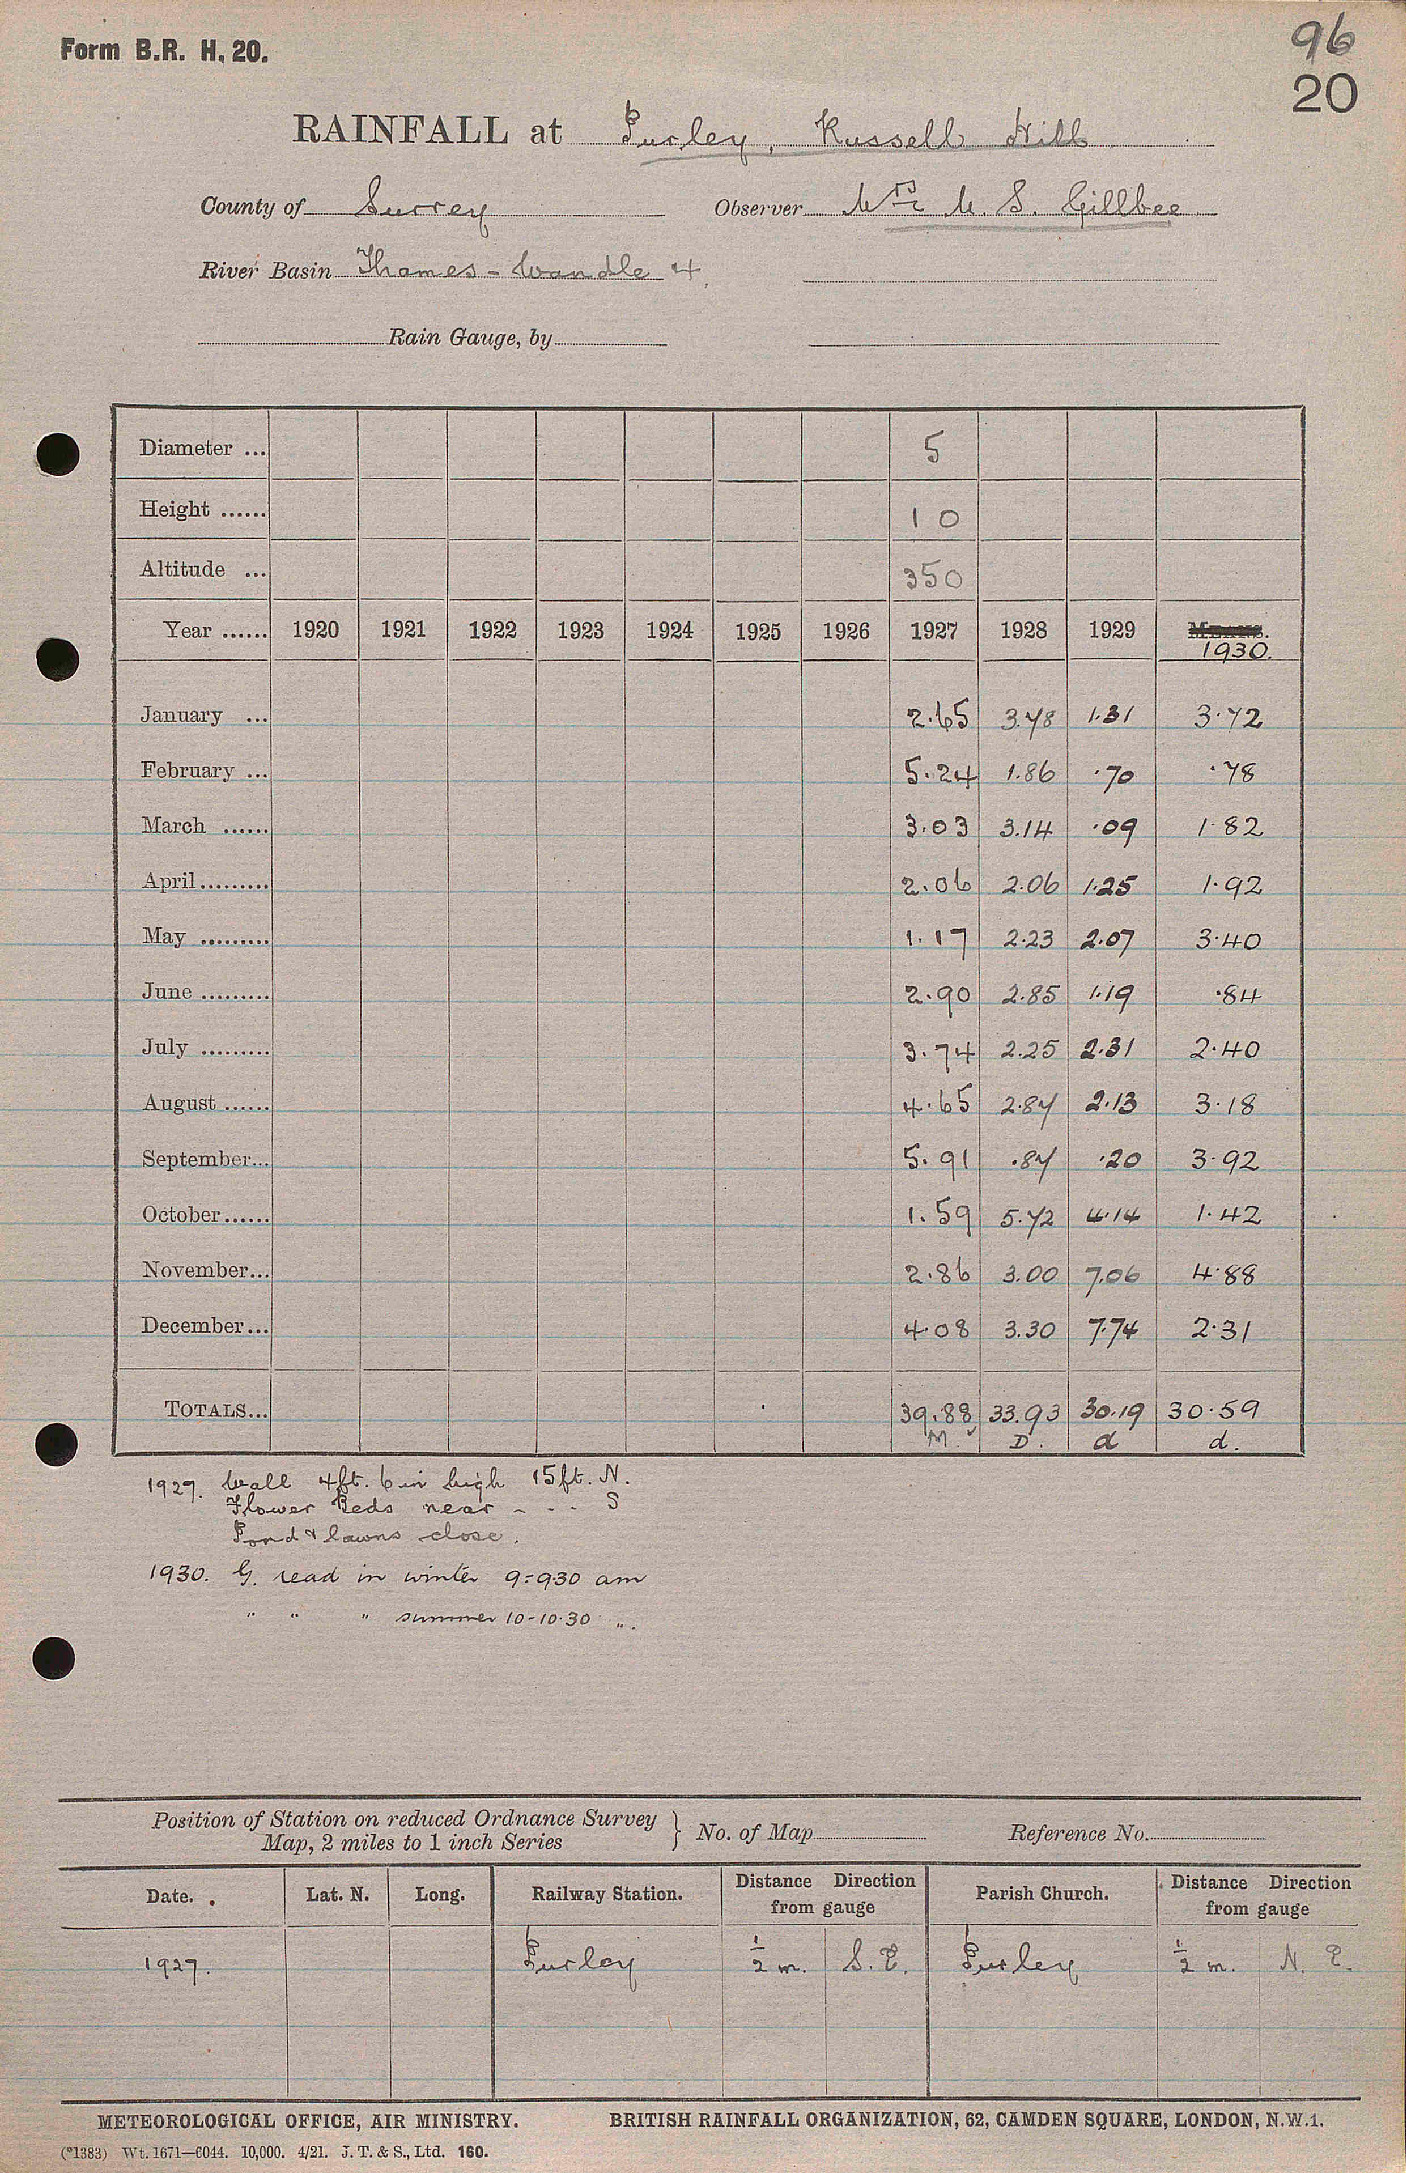 Form B.R. H. 20.
96
20
RAINFALL at Purley, Russell Hill
County of Surrey Observer Mrs M. S. Gillbee
River Basin Thames - Wandle 4
Rain Gauge, by
Diameter ... 5
Height ...... 10
Altitude ... 350
Year ...... 1920 1921 1922 1923 1924 1925 1926 1927 1928 1929 MEANS.
1930.
January ... 2.65 3.78 1.31 3.72
February ... 5.24 1.86 .70 .78
March ...... 3.03 3.14 .09 1.82
April ......... 2.06 2.06 1.25 1.92
May ......... 1.17 2.23 2.07 3.40
June ......... 2.90 2.85 1.19 .84
July ......... 3.74 2.25 2.31 2.40
August ...... 4.65 2.87 2.13 3.18
September... 5.91 .87 .20 3.92
October...... 1.59 5.72 4.14 1.42
November... 2.86 3.00 7.06 4.88
December... 4.08 3.30 7.74 2.31
TOTALS... 39.88 33.93 30.19 30.59
M. ✓ D. d d.
1927. Wall 4ft. 6in high 15ft. N.
Flower Beds near - - - S
Pond & lawns close.
1930. G. read in winter 9-9.30 am
" " " summer 10-10.30 ".
Position of Station on reduced Ordnance Survey
Map, 2 miles to 1 inch Series } No. of Map Reference No.
Date. Lat. N. Long. Railway Station. Distance Direction from gauge Parish Church. Distance Direction from gauge
1927. Purley ½ m. S.E. Purley ½ m. N. E.
METEOROLOGICAL OFFICE, AIR MINISTRY. BRITISH RAINFALL ORGANIZATION, 62, CAMDEN SQUARE, LONDON, N.W.1.
(*1383) Wt. 1671—6044. 10,000. 4/21. J. T. & S., Ltd. 160.